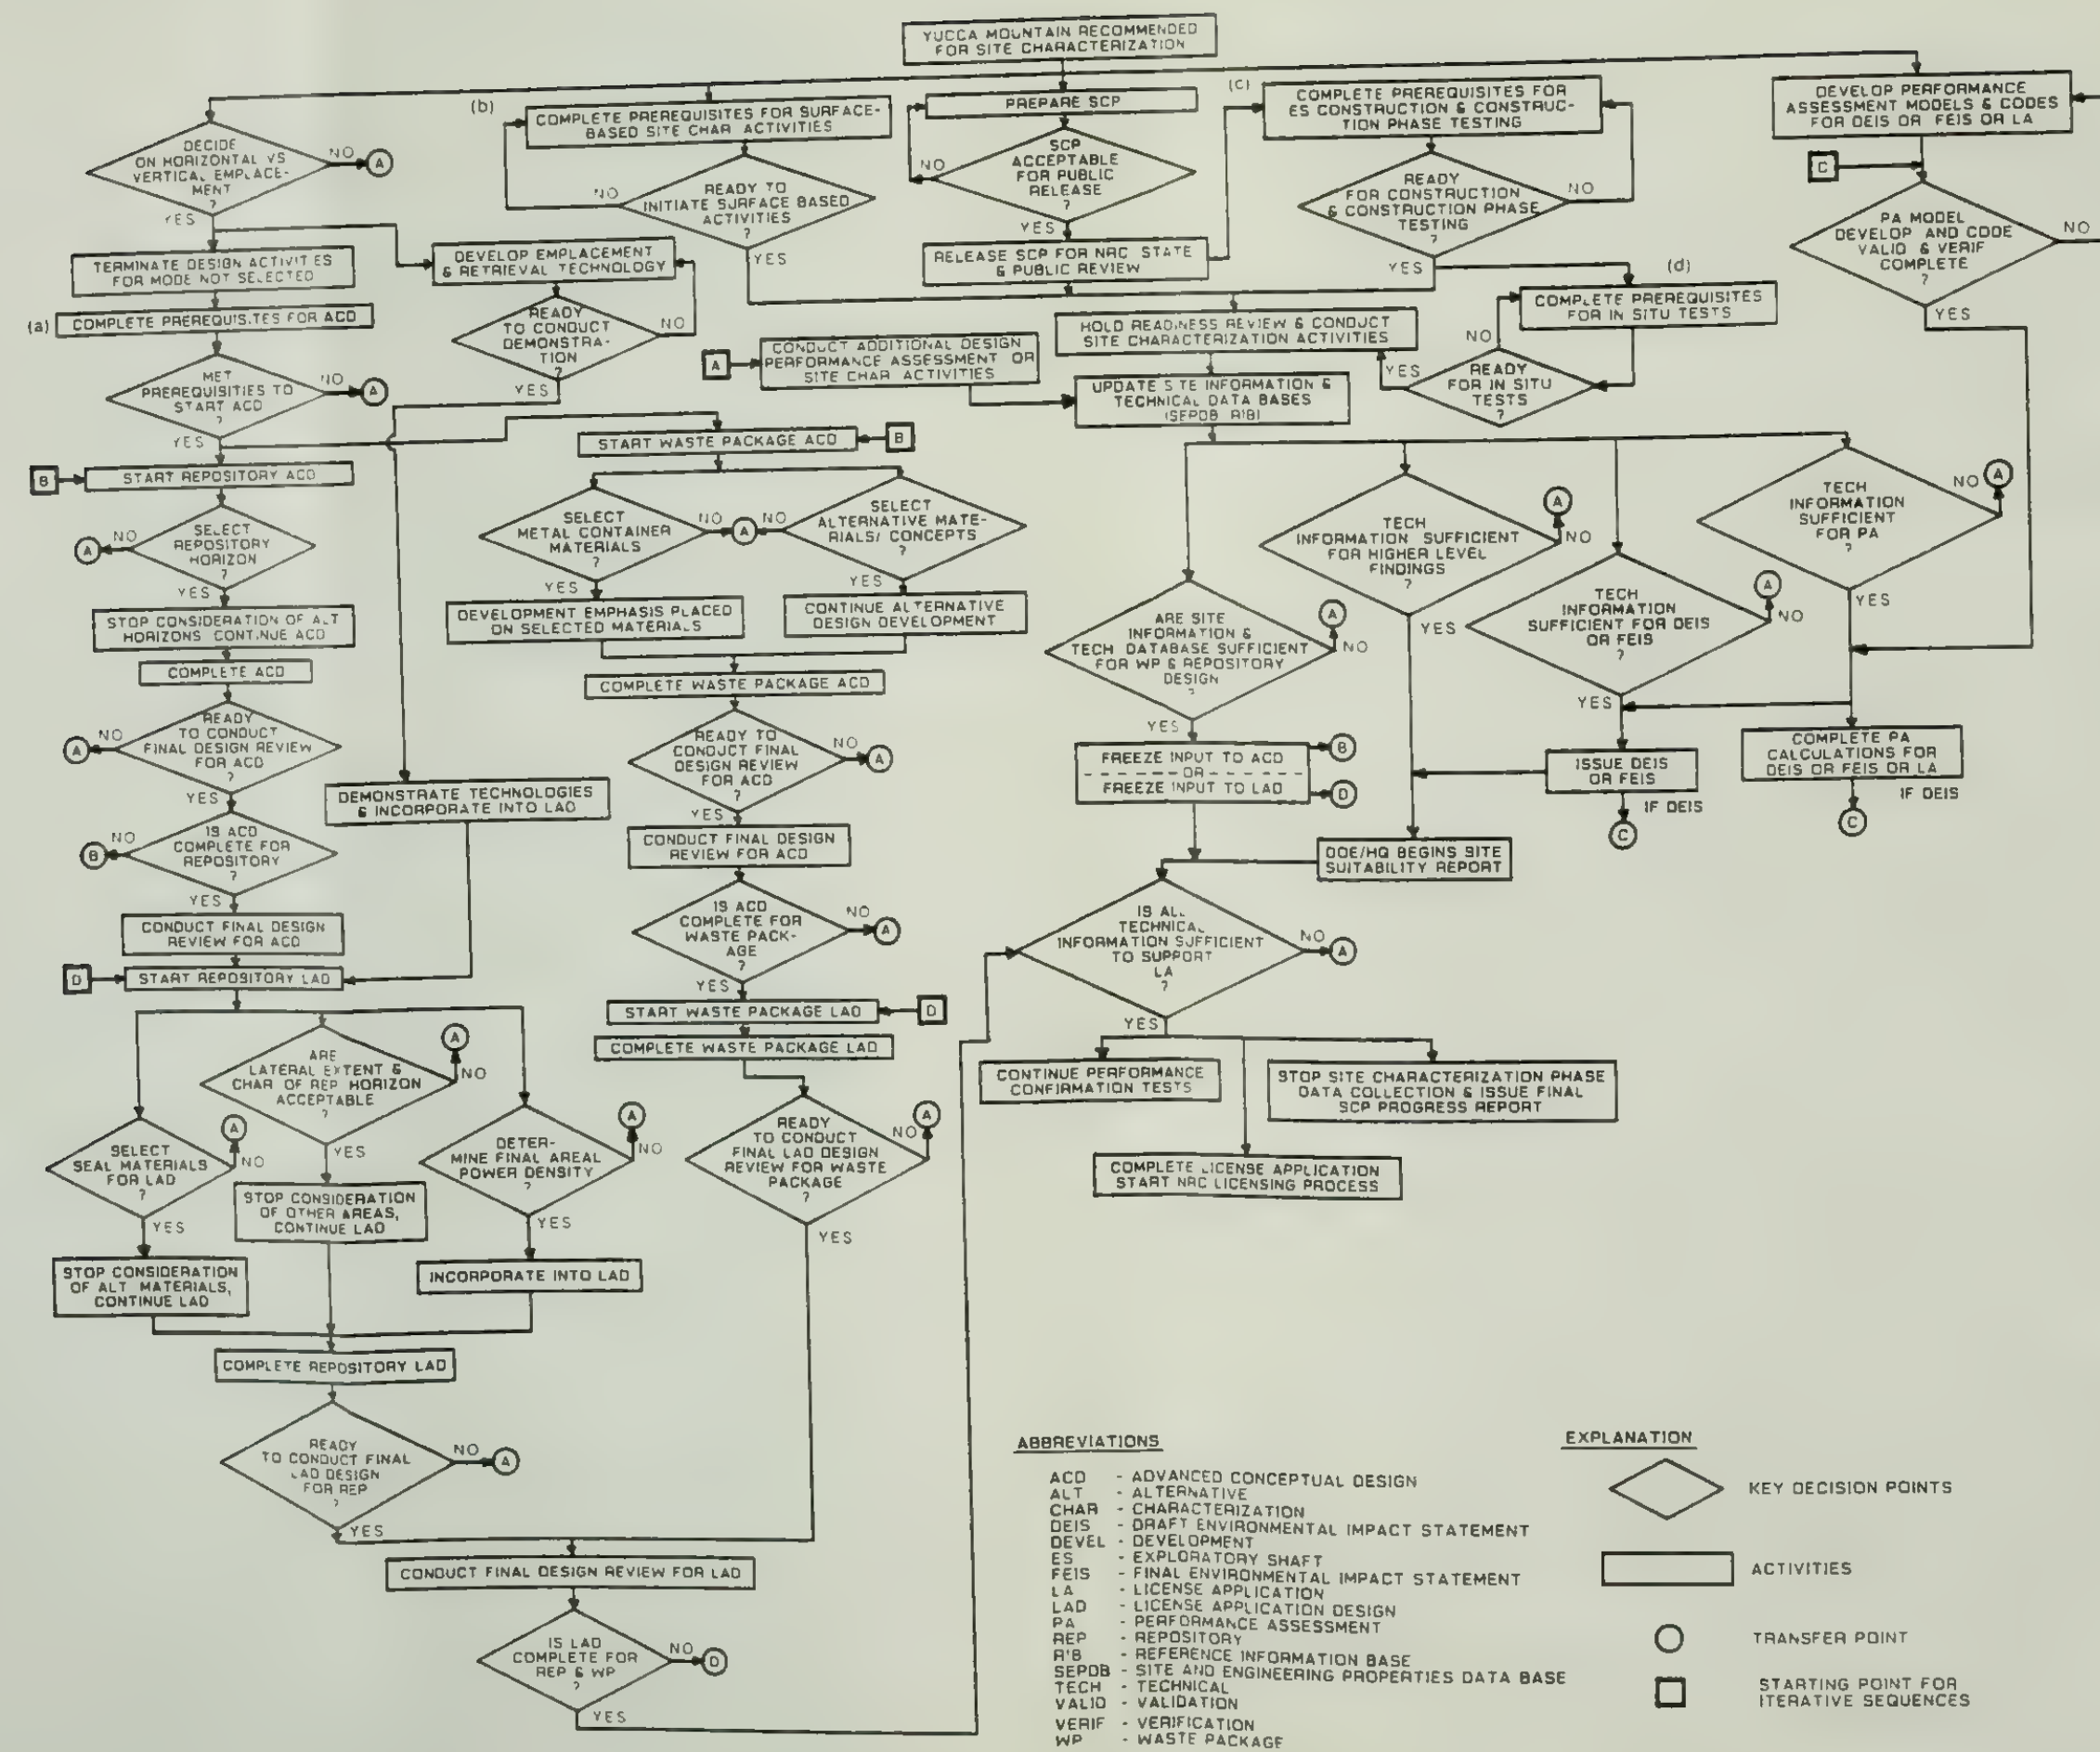 YUCCA MOUNTAIN RECOMMENDED
FOR SITE CHARACTERIZATION
DECIDE
ON HORIZONTAL VS
VERTICAL EMPLACE-
MENT
?
NO
A
YES
TERMINATE DESIGN ACTIVITIES
FOR MODE NOT SELECTED
(a)
COMPLETE PREREQUISITES FOR ACD
MET
PREREQUISITIES TO
START ACD
?
NO
A
YES
B
START REPOSITORY ACD
SELECT
REPOSITORY
HORIZON
?
NO
A
YES
STOP CONSIDERATION OF ALT
HORIZONS CONTINUE ACD
COMPLETE ACD
READY
TO CONDUCT
FINAL DESIGN REVIEW
FOR ACD
?
NO
A
YES
IS ACD
COMPLETE FOR
REPOSITORY
?
NO
B
YES
CONDUCT FINAL DESIGN
REVIEW FOR ACD
D
START REPOSITORY LAD
(b)
COMPLETE PREREQUISITES FOR SURFACE-
BASED SITE CHAR ACTIVITIES
READY TO
INITIATE SURFACE BASED
ACTIVITIES
?
NO
YES
DEVELOP EMPLACEMENT
& RETRIEVAL TECHNOLOGY
READY
TO CONDUCT
DEMONSTRA-
TION
?
NO
YES
DEMONSTRATE TECHNOLOGIES
& INCORPORATE INTO LAD
PREPARE SCP
SCP
ACCEPTABLE
FOR PUBLIC
RELEASE
?
NO
YES
RELEASE SCP FOR NRC STATE
& PUBLIC REVIEW
(c)
COMPLETE PREREQUISITES FOR
ES CONSTRUCTION & CONSTRUC-
TION PHASE TESTING
READY
FOR CONSTRUCTION
& CONSTRUCTION PHASE
TESTING
?
NO
YES
(d)
COMPLETE PREREQUISITES
FOR IN SITU TESTS
NO
READY
FOR IN SITU
TESTS
?
YES
DEVELOP PERFORMANCE
ASSESSMENT MODELS & CODES
FOR DEIS OR FEIS OR LA
C
PA MODEL
DEVELOP AND CODE
VALID & VERIF
COMPLETE
?
NO
YES
HOLD READINESS REVIEW & CONDUCT
SITE CHARACTERIZATION ACTIVITIES
A
CONDUCT ADDITIONAL DESIGN
PERFORMANCE ASSESSMENT OR
SITE CHAR ACTIVITIES
UPDATE SITE INFORMATION &
TECHNICAL DATA BASES
(SEPDB RIB)
START WASTE PACKAGE ACD
B
SELECT
METAL CONTAINER
MATERIALS
?
NO
A
NO
SELECT
ALTERNATIVE MATE-
RIALS/ CONCEPTS
?
YES
YES
DEVELOPMENT EMPHASIS PLACED
ON SELECTED MATERIALS
CONTINUE ALTERNATIVE
DESIGN DEVELOPMENT
COMPLETE WASTE PACKAGE ACD
READY TO
CONDUCT FINAL
DESIGN REVIEW
FOR ACD
?
NO
A
YES
CONDUCT FINAL DESIGN
REVIEW FOR ACD
IS ACD
COMPLETE FOR
WASTE PACK-
AGE
?
NO
A
YES
START WASTE PACKAGE LAD
D
COMPLETE WASTE PACKAGE LAD
READY
TO CONDUCT
FINAL LAD DESIGN
REVIEW FOR WASTE
PACKAGE
?
NO
A
YES
ARE SITE
INFORMATION &
TECH DATABASE SUFFICIENT
FOR WP & REPOSITORY
DESIGN
?
A
NO
YES
FREEZE INPUT TO ACD
- - - - - - OR - - - - - -
FREEZE INPUT TO LAD
B
D
TECH
INFORMATION SUFFICIENT
FOR HIGHER LEVEL
FINDINGS
?
A
NO
YES
TECH
INFORMATION
SUFFICIENT FOR DEIS
OR FEIS
?
A
NO
YES
TECH
INFORMATION
SUFFICIENT
FOR PA
?
NO
A
YES
ISSUE DEIS
OR FEIS
IF DEIS
C
COMPLETE PA
CALCULATIONS FOR
DEIS OR FEIS OR LA
IF DEIS
C
DOE/HQ BEGINS SITE
SUITABILITY REPORT
IS ALL
TECHNICAL
INFORMATION SUFFICIENT
TO SUPPORT
LA
?
NO
A
YES
CONTINUE PERFORMANCE
CONFIRMATION TESTS
STOP SITE CHARACTERIZATION PHASE
DATA COLLECTION & ISSUE FINAL
SCP PROGRESS REPORT
COMPLETE LICENSE APPLICATION
START NRC LICENSING PROCESS
ARE
LATERAL EXTENT &
CHAR OF REP HORIZON
ACCEPTABLE
?
A
NO
YES
SELECT
SEAL MATERIALS
FOR LAD
?
A
NO
YES
DETER-
MINE FINAL AREAL
POWER DENSITY
?
A
NO
YES
STOP CONSIDERATION
OF OTHER AREAS,
CONTINUE LAD
STOP CONSIDERATION
OF ALT MATERIALS,
CONTINUE LAD
INCORPORATE INTO LAD
COMPLETE REPOSITORY LAD
READY
TO CONDUCT FINAL
LAD DESIGN
FOR REP
?
NO
A
YES
CONDUCT FINAL DESIGN REVIEW FOR LAD
IS LAD
COMPLETE FOR
REP & WP
?
NO
D
YES
ABBREVIATIONS
ACD - ADVANCED CONCEPTUAL DESIGN
ALT - ALTERNATIVE
CHAR - CHARACTERIZATION
DEIS - DRAFT ENVIRONMENTAL IMPACT STATEMENT
DEVEL - DEVELOPMENT
ES - EXPLORATORY SHAFT
FEIS - FINAL ENVIRONMENTAL IMPACT STATEMENT
LA - LICENSE APPLICATION
LAD - LICENSE APPLICATION DESIGN
PA - PERFORMANCE ASSESSMENT
REP - REPOSITORY
RIB - REFERENCE INFORMATION BASE
SEPDB - SITE AND ENGINEERING PROPERTIES DATA BASE
TECH - TECHNICAL
VALID - VALIDATION
VERIF - VERIFICATION
WP - WASTE PACKAGE
EXPLANATION
KEY DECISION POINTS
ACTIVITIES
TRANSFER POINT
STARTING POINT FOR
ITERATIVE SEQUENCES